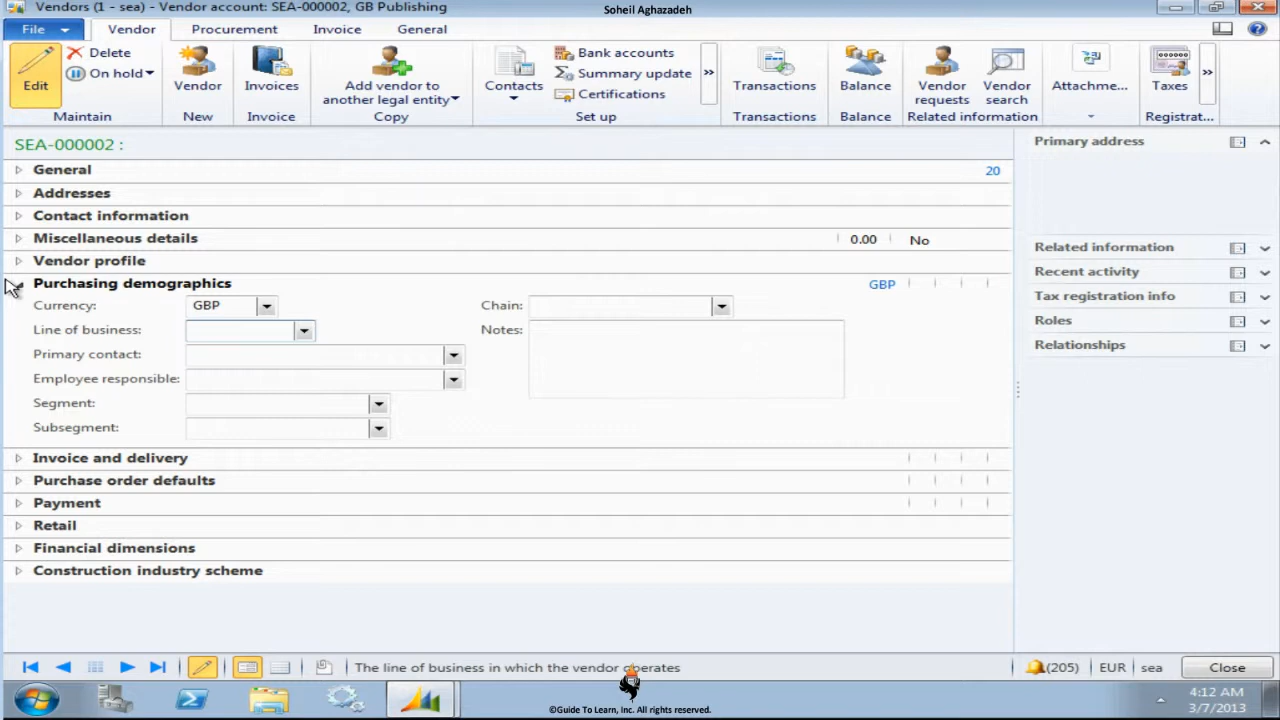 Vendors (1 - sea) - Vendor account: SEA-000002, GB Publishing
Soheil Aghazadeh
File
Vendor
Procurement
Invoice
General
Edit
Delete
On hold
Maintain
Vendor
New
Invoices
Invoice
Add vendor to
another legal entity
Copy
Contacts
Bank accounts
Summary update
Certifications
Set up
Transactions
Transactions
Balance
Balance
Vendor
requests
Vendor
search
Related information
Attachme...
Taxes
Registrat...
SEA-000002 :
General 20
Addresses
Contact information
Miscellaneous details 0.00 No
Vendor profile
Purchasing demographics GBP
Currency: GBP
Line of business:
Primary contact:
Employee responsible:
Segment:
Subsegment:
Chain:
Notes:
Invoice and delivery
Purchase order defaults
Payment
Retail
Financial dimensions
Construction industry scheme
Primary address
Related information
Recent activity
Tax registration info
Roles
Relationships
The line of business in which the vendor operates
(205) EUR sea Close
4:12 AM
3/7/2013
©Guide To Learn, Inc. All rights reserved.